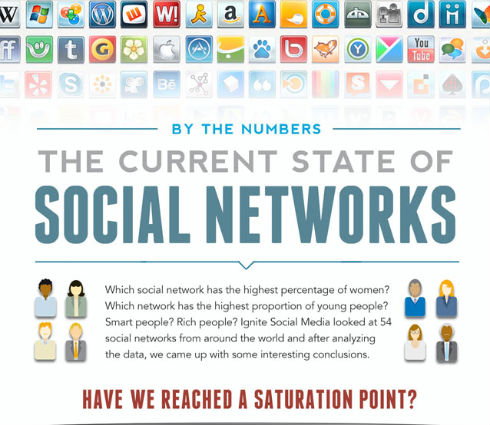 You
Tube
BY THE NUMBERS
THE CURRENT STATE OF
SOCIAL NETWORKS
Which social network has the highest percentage of women?
Which network has the highest proportion of young people?
Smart people? Rich people? Ignite Social Media looked at 54
social networks from around the world and after analyzing
the data, we came up with some interesting conclusions.
HAVE WE REACHED A SATURATION POINT?